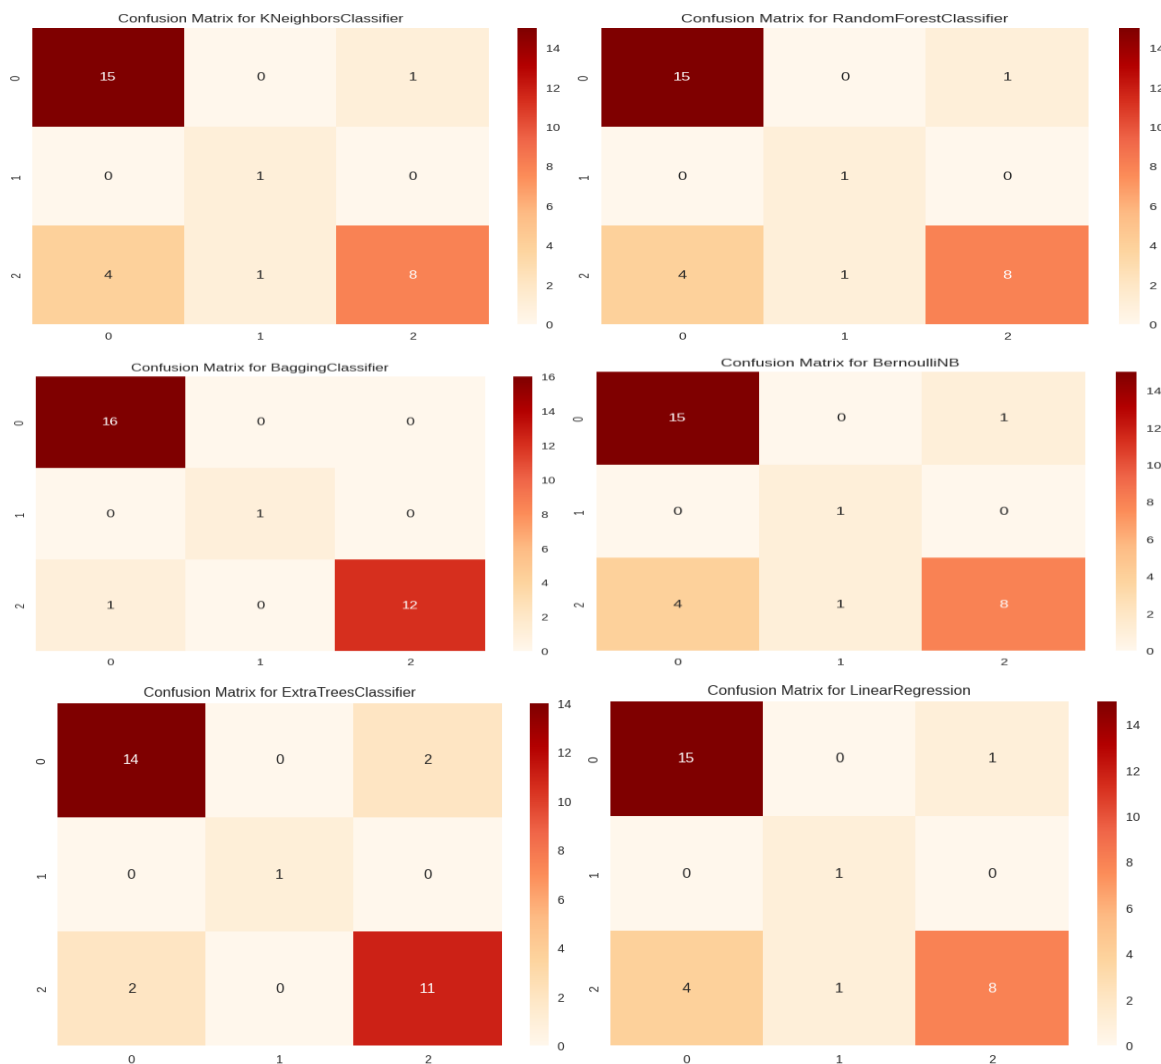 Confusion Matrix for KNeighborsClassifier
0 15 0 1
1 0 1 0
2 4 1 8
0 1 2
14
12
10
8
6
4
2
0
Confusion Matrix for RandomForestClassifier
15 0 1
0 1 0
4 1 8
0 1 2
14
12
10
8
6
4
2
0
Confusion Matrix for BaggingClassifier
0 16 0 0
1 0 1 0
2 1 0 12
0 1 2
16
14
12
10
8
6
4
2
0
Confusion Matrix for BernoulliNB
0 15 0 1
1 0 1 0
2 4 1 8
0 1 2
14
12
10
8
6
4
2
0
Confusion Matrix for ExtraTreesClassifier
0 14 0 2
1 0 1 0
2 2 0 11
0 1 2
14
12
10
8
6
4
2
0
Confusion Matrix for LinearRegression
0 15 0 1
1 0 1 0
2 4 1 8
0 1 2
14
12
10
8
6
4
2
0